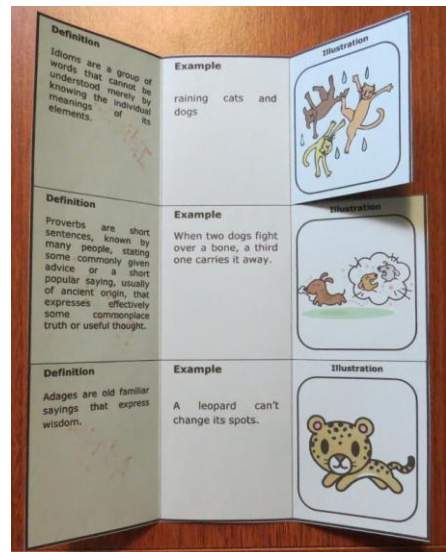 Definition
Idioms are a group of
words that cannot be
understood merely by
knowing the individual
meanings of its
elements.
Example
raining cats and
dogs
Illustration
Definition
Proverbs are short
sentences, known by
many people, stating
some commonly given
advice or a short
popular saying, usually
of ancient origin, that
expresses effectively
some commonplace
truth or useful thought.
Example
When two dogs fight
over a bone, a third
one carries it away.
Illustration
Definition
Adages are old familiar
sayings that express
wisdom.
Example
A leopard can't
change its spots.
Illustration